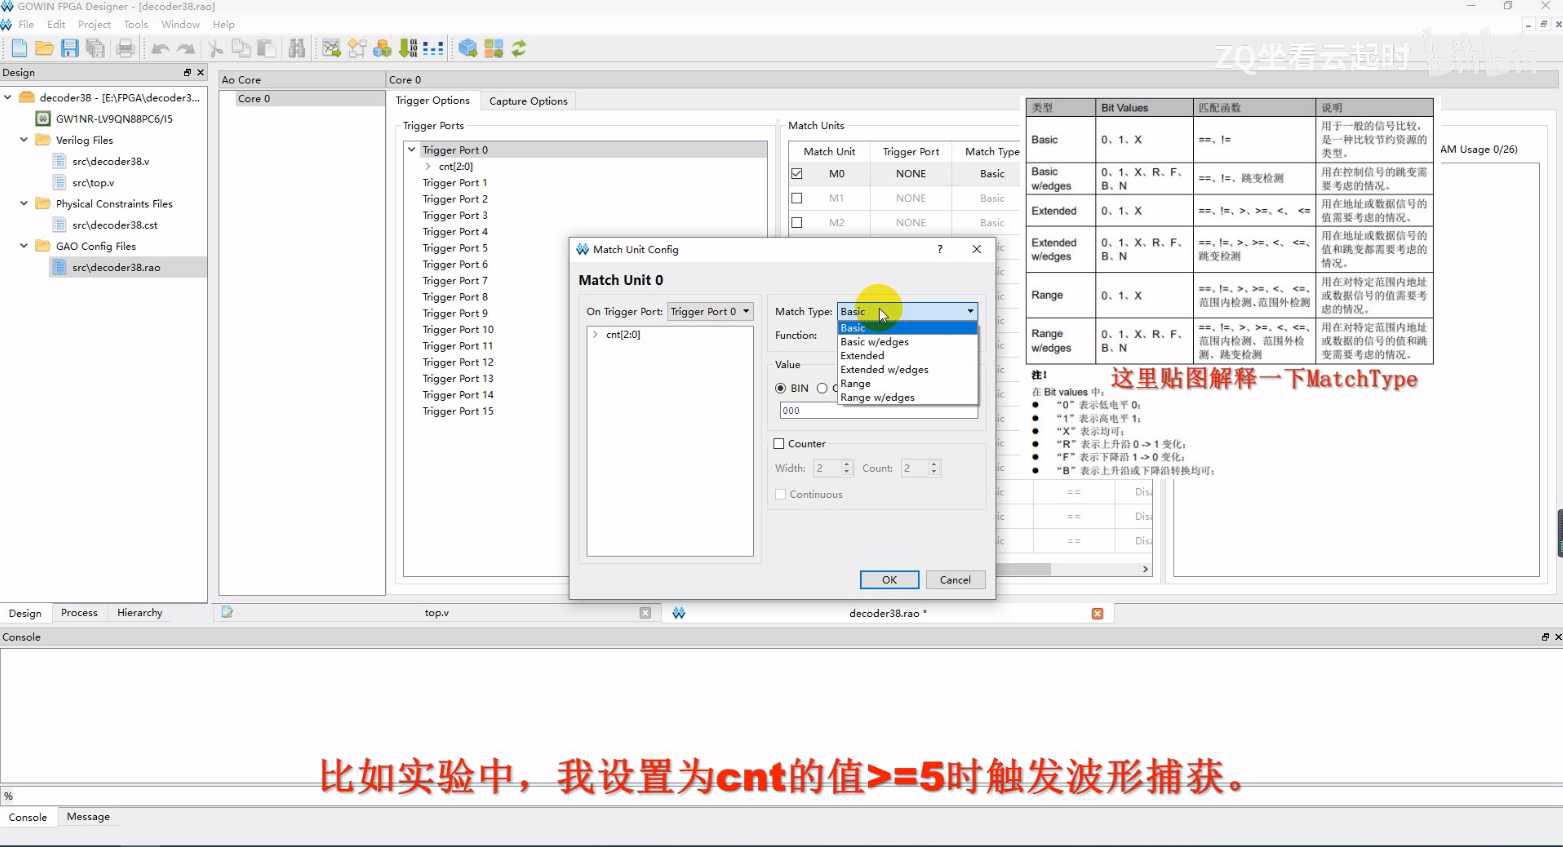 GOWIN FPGA Designer - [decoder38.rao]
File Edit Project Tools Window Help
ZQ坐看云起时 bilibili
Design
decoder38 - [E:\FPGA\decoder3...
GW1NR-LV9QN88PC6/I5
Verilog Files
src\decoder38.v
src\top.v
Physical Constraints Files
src\decoder38.cst
GAO Config Files
src\decoder38.rao
Ao Core
Core 0
Core 0
Trigger Options Capture Options
Trigger Ports
Trigger Port 0
cnt[2:0]
Trigger Port 1
Trigger Port 2
Trigger Port 3
Trigger Port 4
Trigger Port 5
Trigger Port 6
Trigger Port 7
Trigger Port 8
Trigger Port 9
Trigger Port 10
Trigger Port 11
Trigger Port 12
Trigger Port 13
Trigger Port 14
Trigger Port 15
Match Units
Match Unit Trigger Port Match Type
M0 NONE Basic
M1 NONE Basic
M2 NONE Basic
== Disa
== Disa
== Disa
AM Usage 0/26)
Match Unit Config ?
Match Unit 0
On Trigger Port: Trigger Port 0
cnt[2:0]
Match Type: Basic
Function:
Basic
Basic w/edges
Extended
Extended w/edges
Range
Range w/edges
Value
BIN
000
Counter
Width: 2 Count: 2
Continuous
OK Cancel
类型 Bit Values 匹配函数 说明
Basic 0、1、X ==、!= 用于一般的信号比较，
是一种比较节约资源的
类型。
Basic w/edges 0、1、X、R、F、B、N ==、!=、跳变检测 用在控制信号的跳变需
要考虑的情况。
Extended 0、1、X ==、!=、>、>=、<、<= 用在地址或数据信号的
值需要考虑的情况。
Extended w/edges 0、1、X、R、F、B、N ==、!=、>、>=、<、<=、跳变检测 用在地址或数据信号的
值和跳变都需要考虑的
情况。
Range 0、1、X ==、!=、>、>=、<、<=、范围内检测、范围外检测 用在对特定范围内地址
或数据信号的值需要考
虑的情况。
Range w/edges 0、1、X、R、F、B、N ==、!=、>、>=、<、<=、范围内检测、范围外检测、跳变检测 用在对特定范围内地址
或数据的信号的值和跳
变需要考虑的情况。
注!
这里贴图解释一下MatchType
在 Bit values 中:
● “0”表示低电平 0;
● “1”表示高电平 1;
● “X”表示均可;
● “R”表示上升沿 0 -> 1 变化;
● “F”表示下降沿 1 -> 0 变化;
● “B”表示上升沿或下降沿转换均可;
Design Process Hierarchy
top.v
decoder38.rao *
Console
比如实验中，我设置为cnt的值>=5时触发波形捕获。
%
Console Message